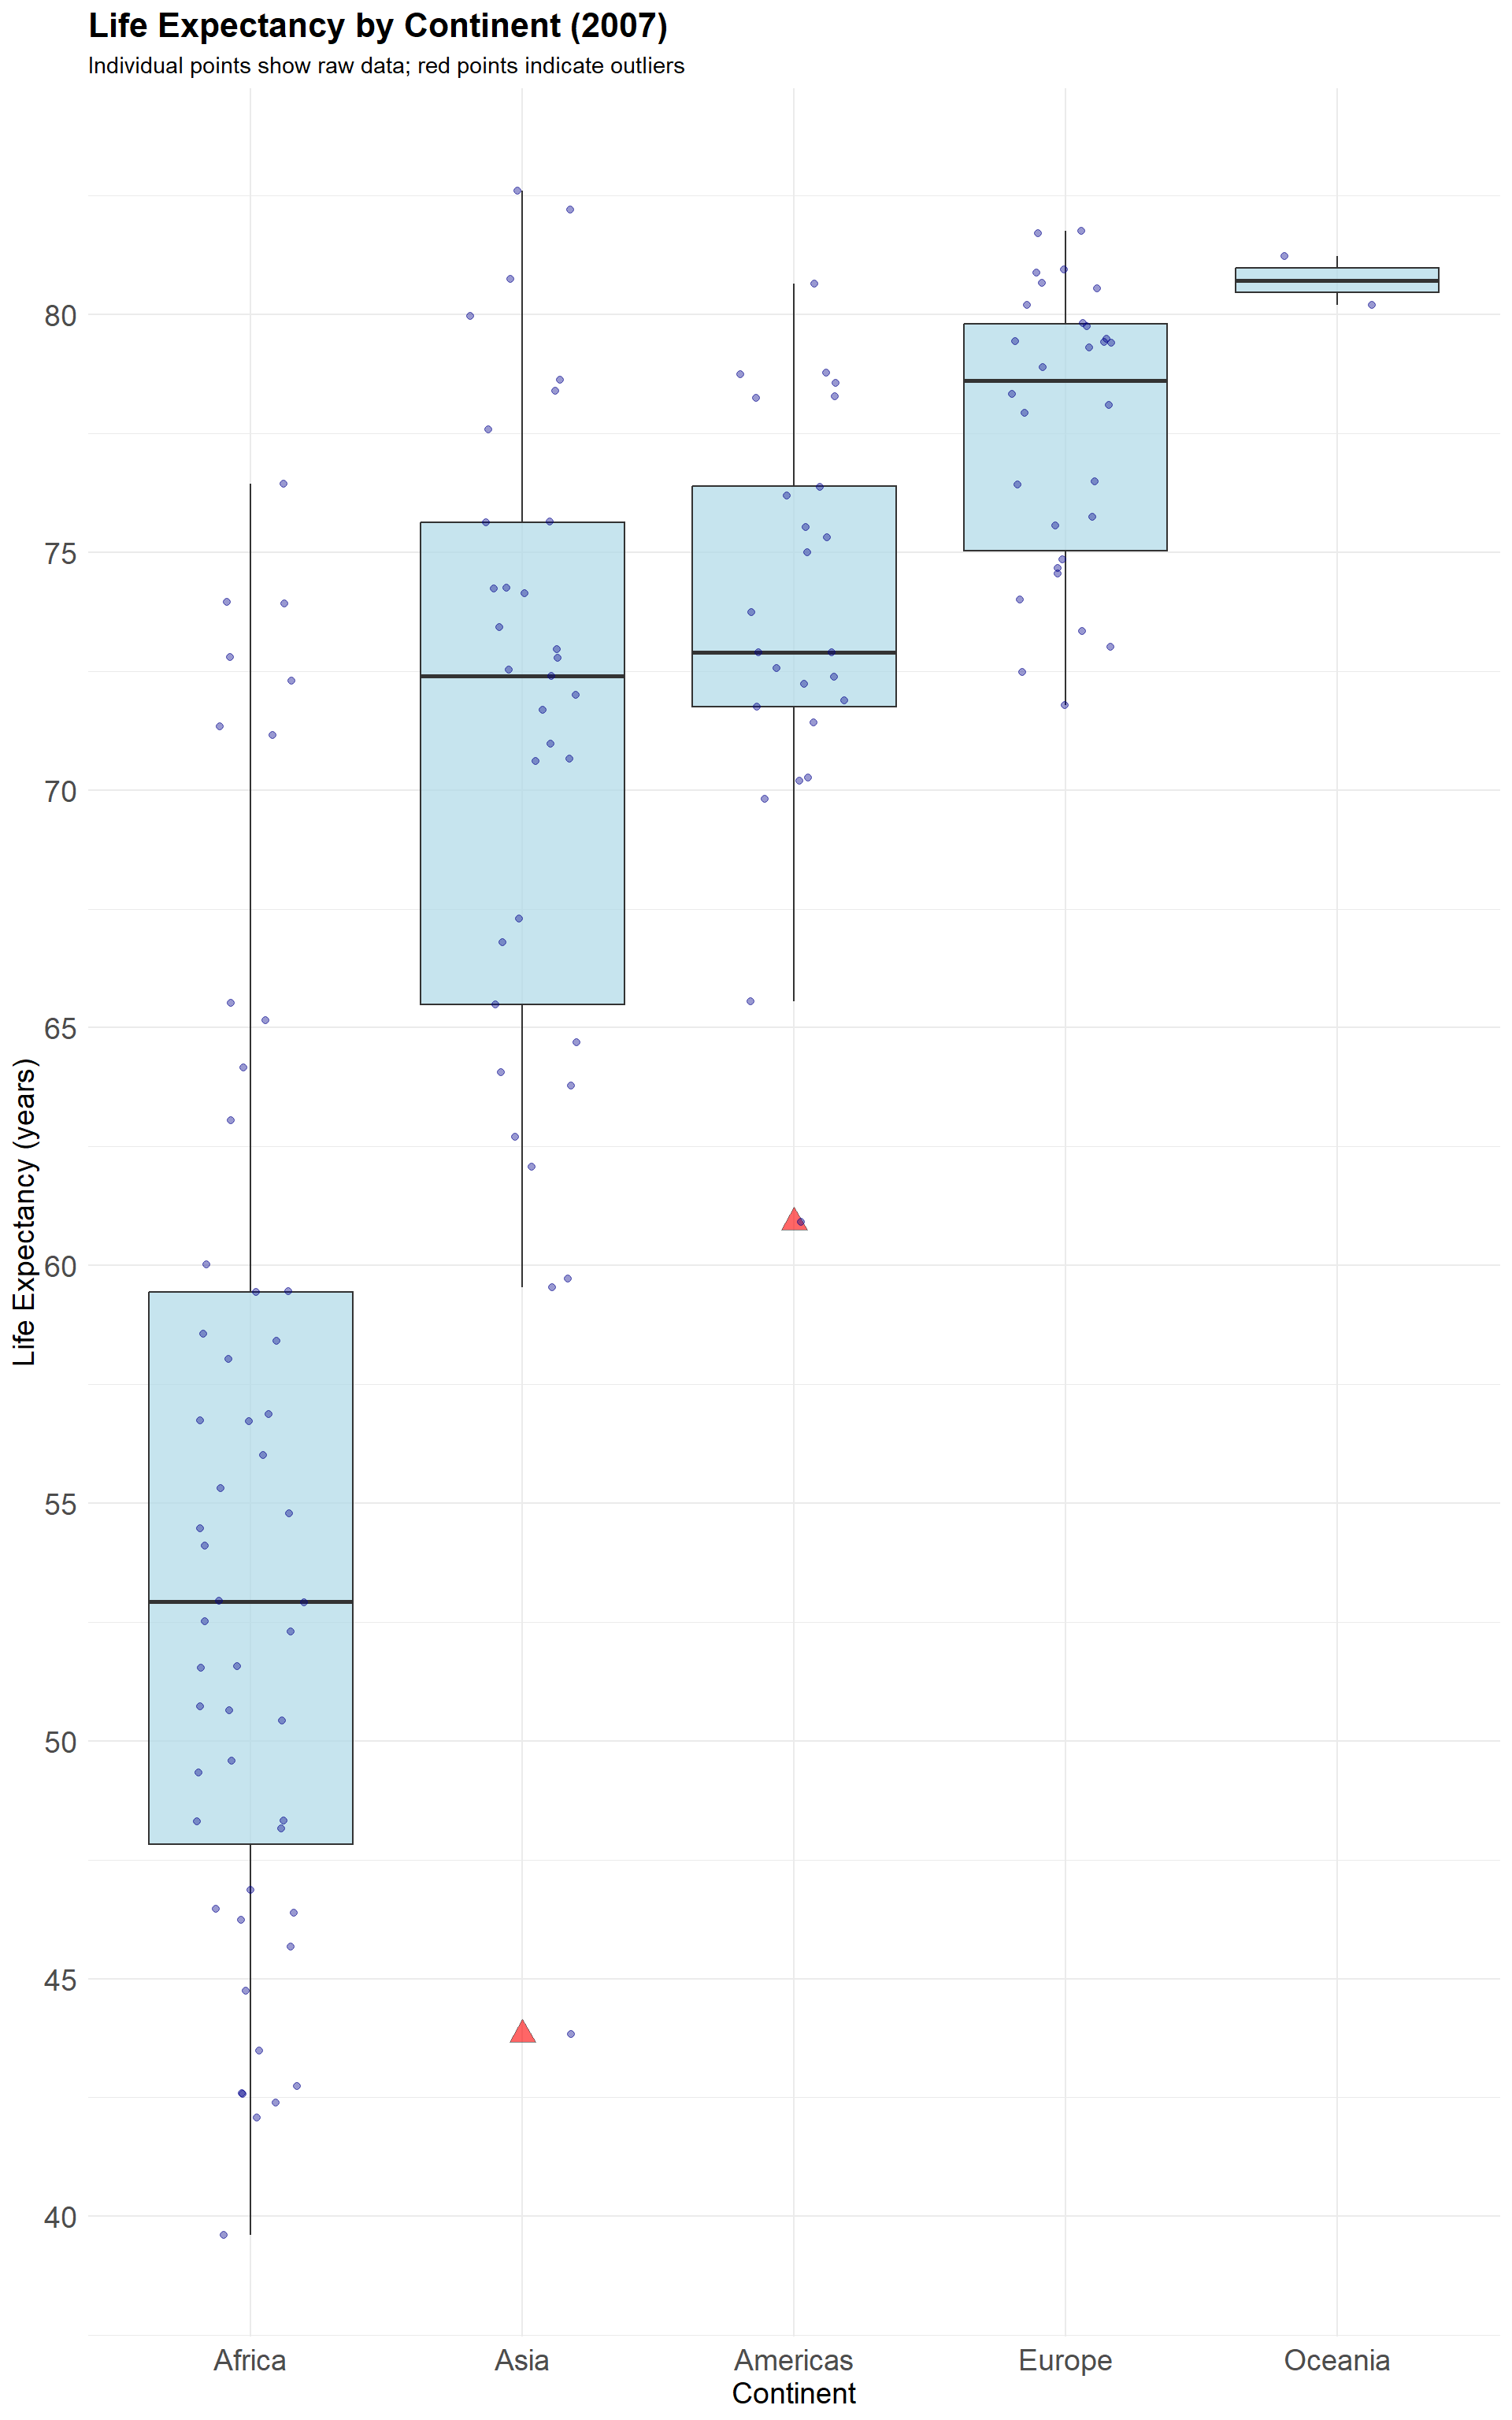 Life Expectancy by Continent (2007)
Individual points show raw data; red points indicate outliers
Life Expectancy (years)
80
75
70
65
60
55
50
45
40
Africa Asia Americas Europe Oceania
Continent